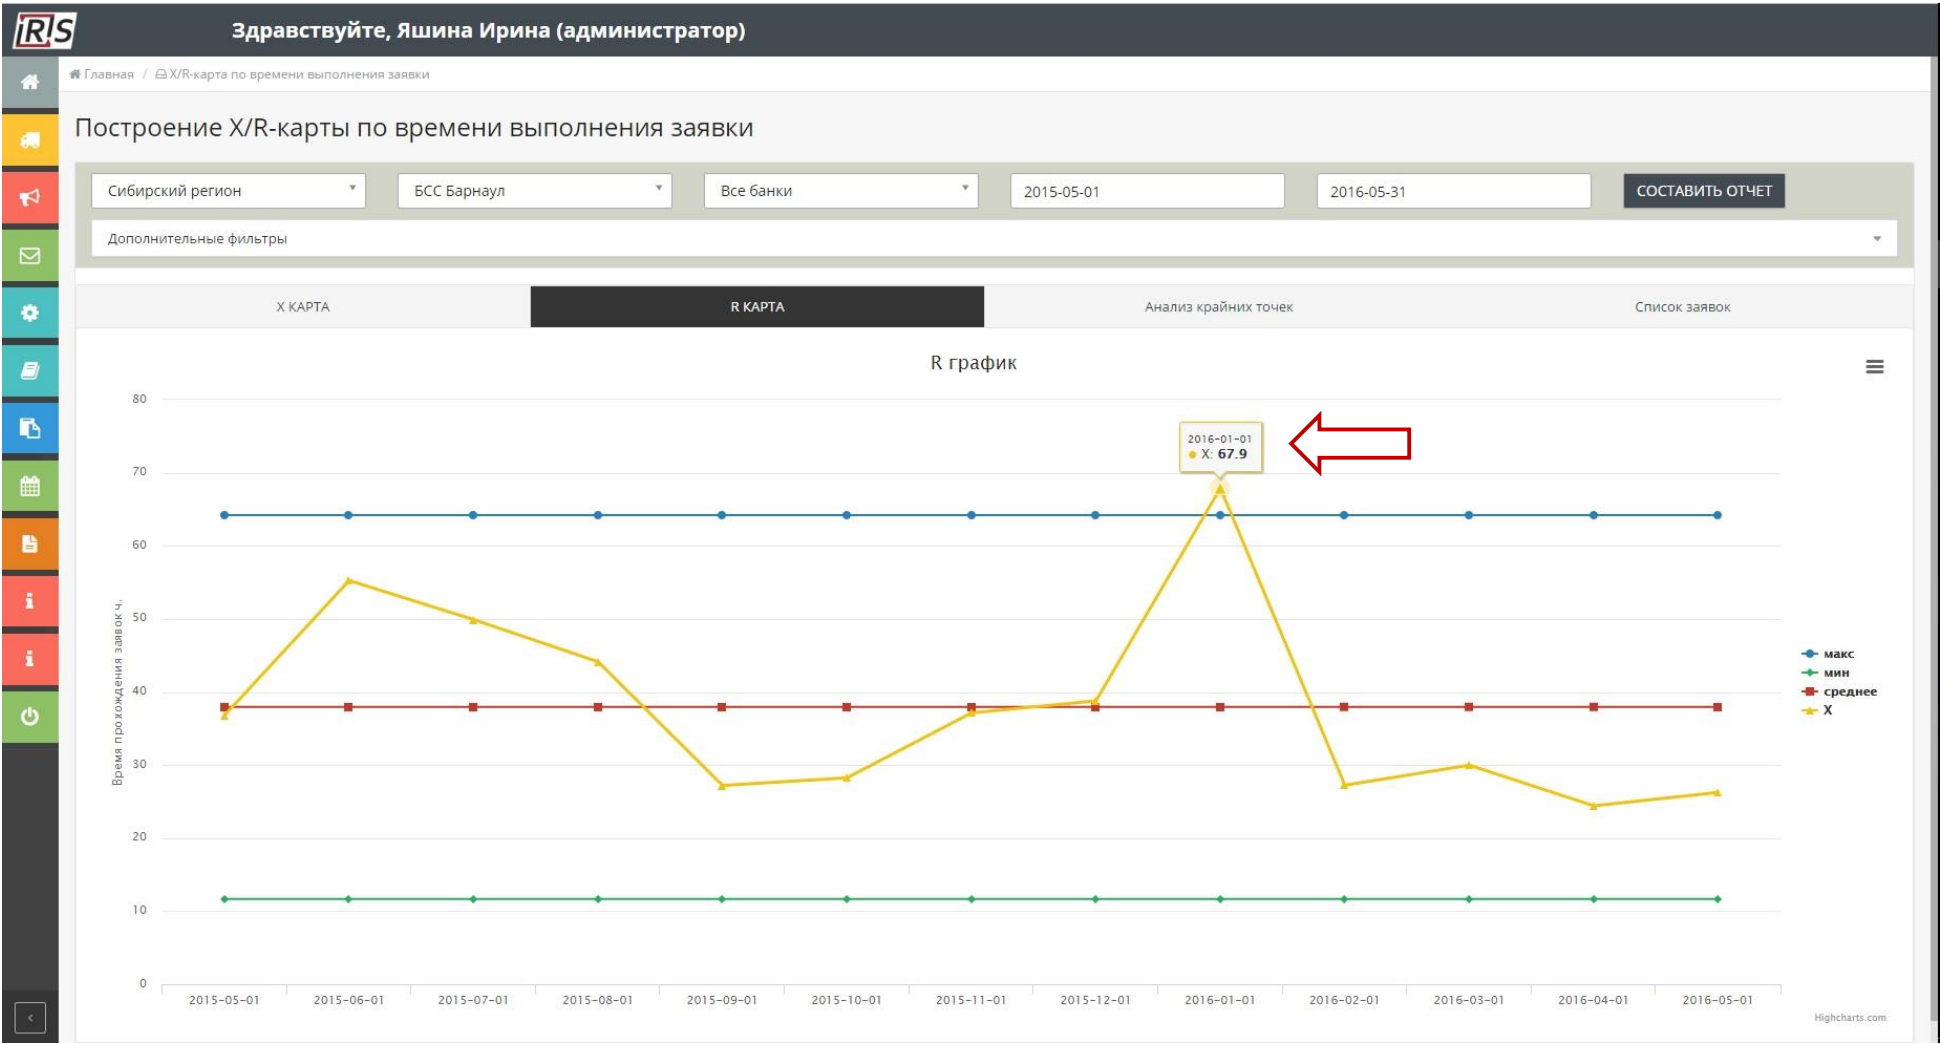 iRS
Здравствуйте, Яшина Ирина (администратор)
Главная / X/R-карта по времени выполнения заявки
Построение X/R-карты по времени выполнения заявки
Сибирский регион БСС Барнаул Все банки 2015-05-01 2016-05-31 СОСТАВИТЬ ОТЧЕТ
Дополнительные фильтры
X КАРТА R КАРТА Анализ крайних точек Список заявок
R график
2016-01-01
X: 67.9
80
70
60
50
40
30
20
10
0
Время прохождения заявок ч.
макс
мин
среднее
X
2015-05-01 2015-06-01 2015-07-01 2015-08-01 2015-09-01 2015-10-01 2015-11-01 2015-12-01 2016-01-01 2016-02-01 2016-03-01 2016-04-01 2016-05-01
Highcharts.com